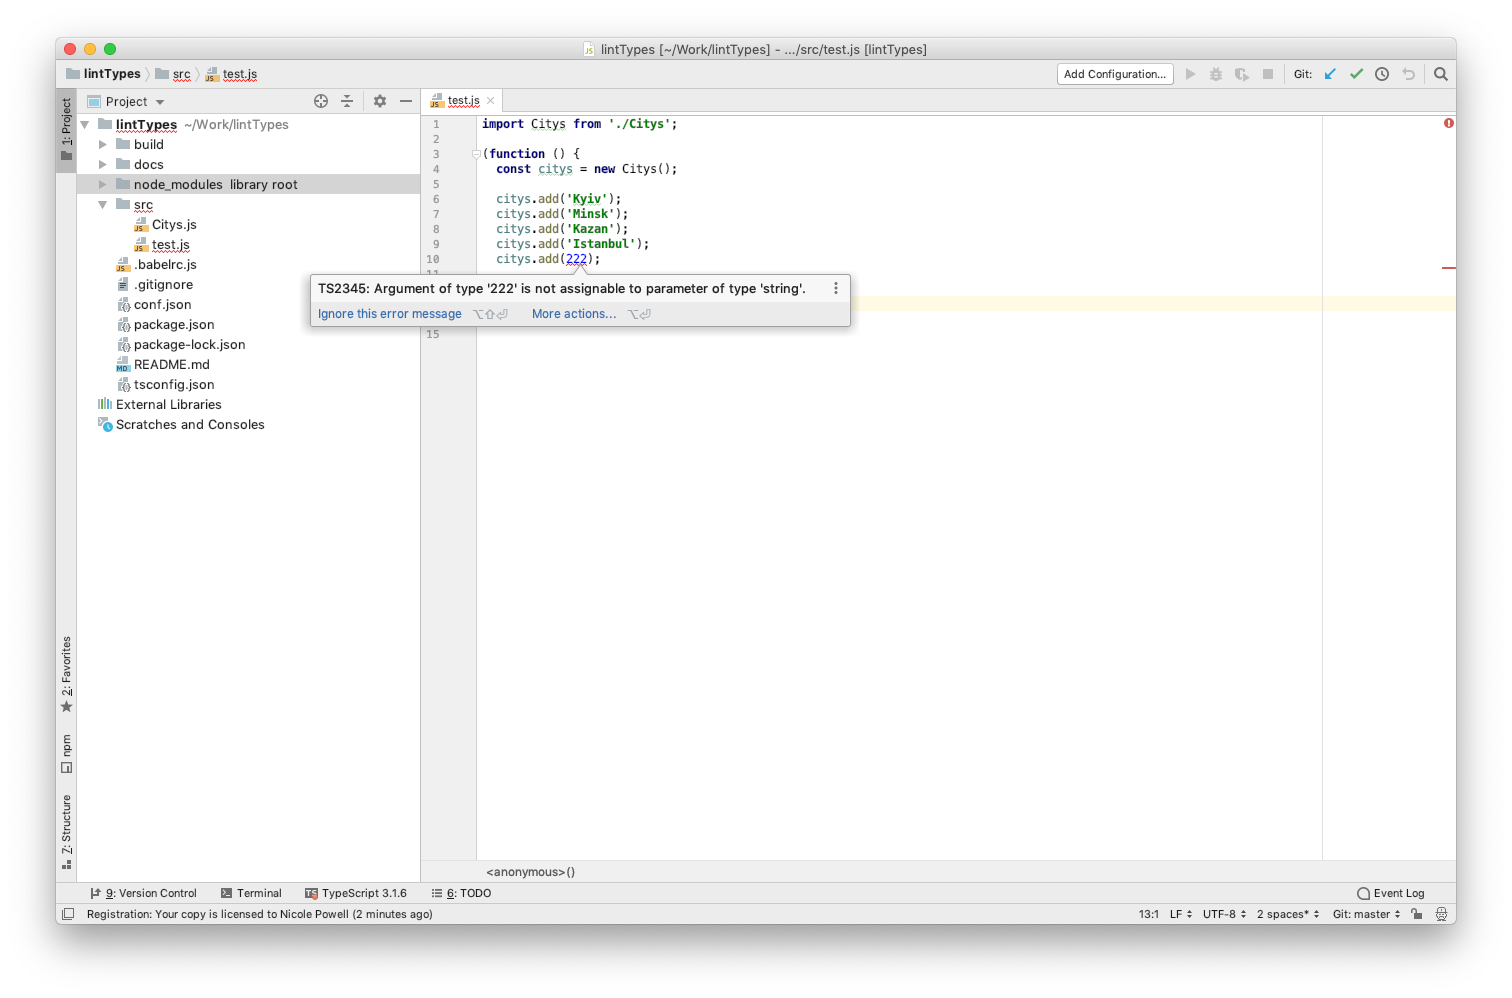 lintTypes [~/Work/lintTypes] - .../src/test.js [lintTypes]
lintTypes src test.js
Add Configuration... Git:
1: Project
Project
lintTypes ~/Work/lintTypes
build
docs
node_modules library root
src
Citys.js
test.js
.babelrc.js
.gitignore
conf.json
package.json
package-lock.json
README.md
tsconfig.json
External Libraries
Scratches and Consoles
2: Favorites
npm
7: Structure
test.js
1 import Citys from './Citys';
2
3 (function () {
4 const citys = new Citys();
5
6 citys.add('Kyiv');
7 citys.add('Minsk');
8 citys.add('Kazan');
9 citys.add('Istanbul');
10 citys.add(222);
TS2345: Argument of type '222' is not assignable to parameter of type 'string'.
Ignore this error message ⌥⇧⏎ More actions... ⌥⏎
15
<anonymous>()
9: Version Control Terminal TypeScript 3.1.6 6: TODO Event Log
Registration: Your copy is licensed to Nicole Powell (2 minutes ago) 13:1 LF UTF-8 2 spaces* Git: master